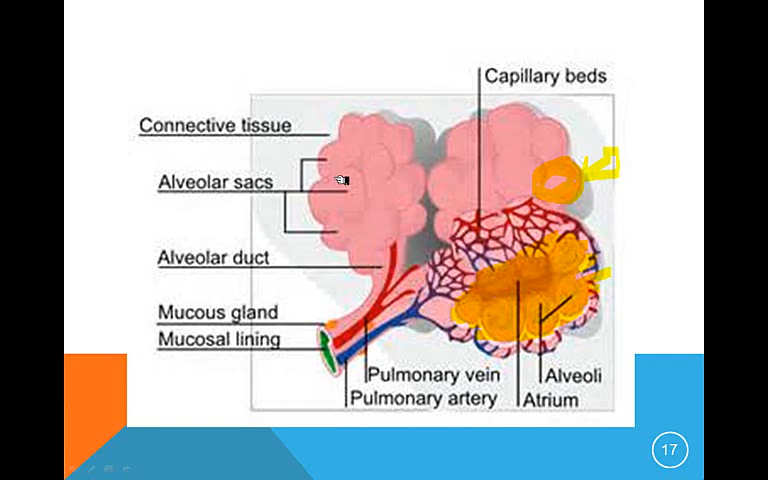 Capillary beds
Connective tissue
Alveolar sacs
Alveolar duct
Mucous gland
Mucosal lining
Pulmonary vein
Alveoli
Pulmonary artery
Atrium
17